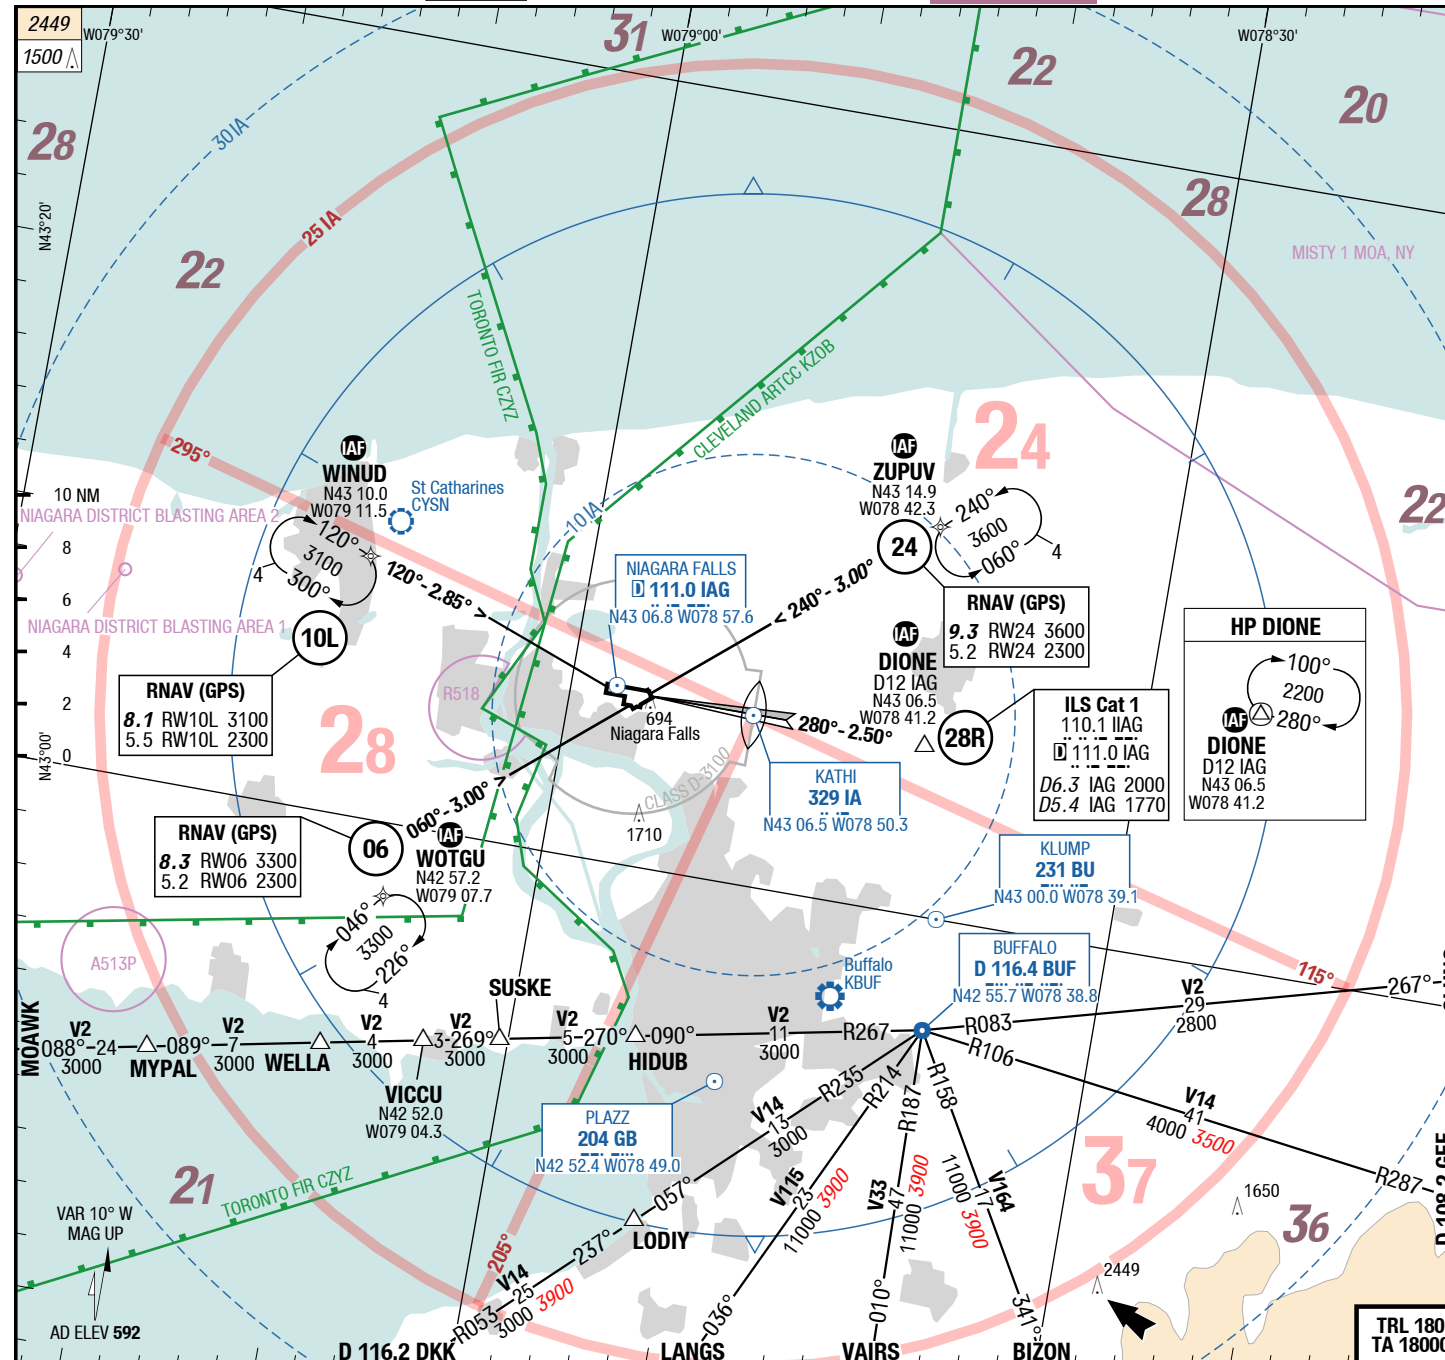 2449
1500
W079°30'
W079°00'
W078°30'
31
22
20
28
30 IA
25 IA
28
22
N43°20'
MISTY 1 MOA, NY
TORONTO FIR CZYZ
CLEVELAND ARTCC KZOB
24
295°
IAF
WINUD
N43 10.0
W079 11.5
St Catharines
CYSN
IAF
ZUPUV
N43 14.9
W078 42.3
10 NM
8
6
4
2
0
NIAGARA DISTRICT BLASTING AREA 2
NIAGARA DISTRICT BLASTING AREA 1
22
10 IA
120°
3100
300°
4
120°- 2.85° >
240°
3600
060°
4
24
< 240°- 3.00°
NIAGARA FALLS
D 111.0 IAG
N43 06.8 W078 57.6
RNAV (GPS)
9.3 RW24 3600
5.2 RW24 2300
10L
RNAV (GPS)
8.1 RW10L 3100
5.5 RW10L 2300
IAF
DIONE
D12 IAG
N43 06.5
W078 41.2
HP DIONE
100°
2200
280°
IAF
DIONE
D12 IAG
N43 06.5
W078 41.2
R518
694
Niagara Falls
280°- 2.50°
28R
ILS Cat 1
110.1 IIAG
D 111.0 IAG
D6.3 IAG 2000
D5.4 IAG 1770
28
N43°00'
CLASS D-3100
KATHI
329 IA
N43 06.5 W078 50.3
1710
060°- 3.00° >
RNAV (GPS)
8.3 RW06 3300
5.2 RW06 2300
06
IAF
WOTGU
N42 57.2
W079 07.7
KLUMP
231 BU
N43 00.0 W078 39.1
046°
3300
226°
4
A513P
Buffalo
KBUF
BUFFALO
D 116.4 BUF
N42 55.7 W078 38.8
115°
SUSKE
MOAWK
V2
088°-24
3000
MYPAL
089°
V2
7
3000
WELLA
V2
4
3000
V2
3-269°
3000
V2
5-270°
3000
090°
HIDUB
V2
11
3000
R267
R083
V2
29
2800
267°
VICCU
N42 52.0
W079 04.3
R106
V14
41
4000 3500
R287
D 108.2 GEE
PLAZZ
204 GB
N42 52.4 W078 49.0
R235
V14
13
3000
057°
237°
LODIY
R214
V115
23
11000 3900
036°
R187
V33
47
11000 3900
010°
R158
V164
17
11000 3900
341°
37
36
1650
2449
21
TORONTO FIR CZYZ
205°
V14
25
3000 3900
R053
VAR 10° W
MAG UP
AD ELEV 592
D 116.2 DKK
LANGS
VAIRS
BIZON
TRL 180
TA 18000